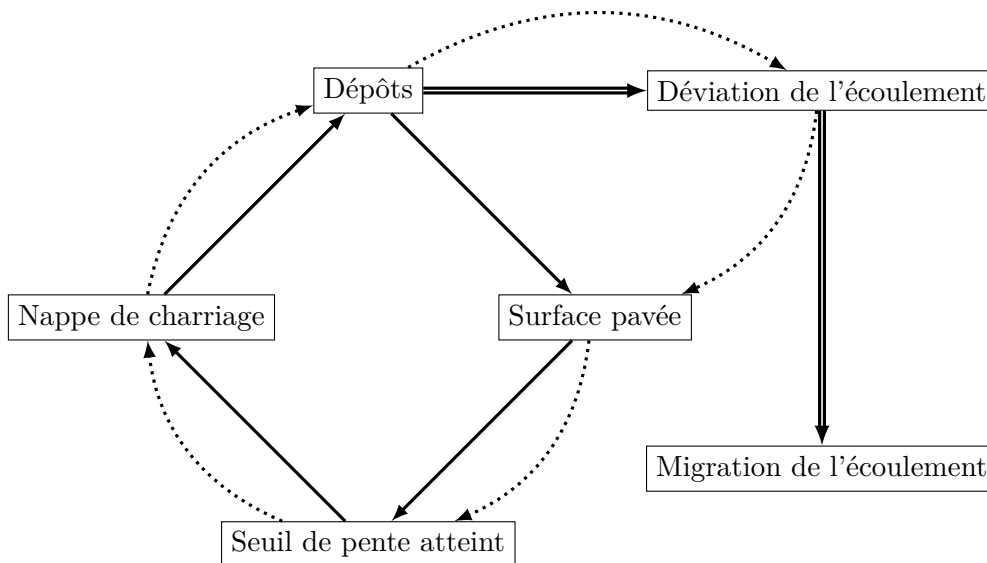 Dépôts
Déviation de l'écoulement
Nappe de charriage
Surface pavée
Migration de l'écoulement
Seuil de pente atteint